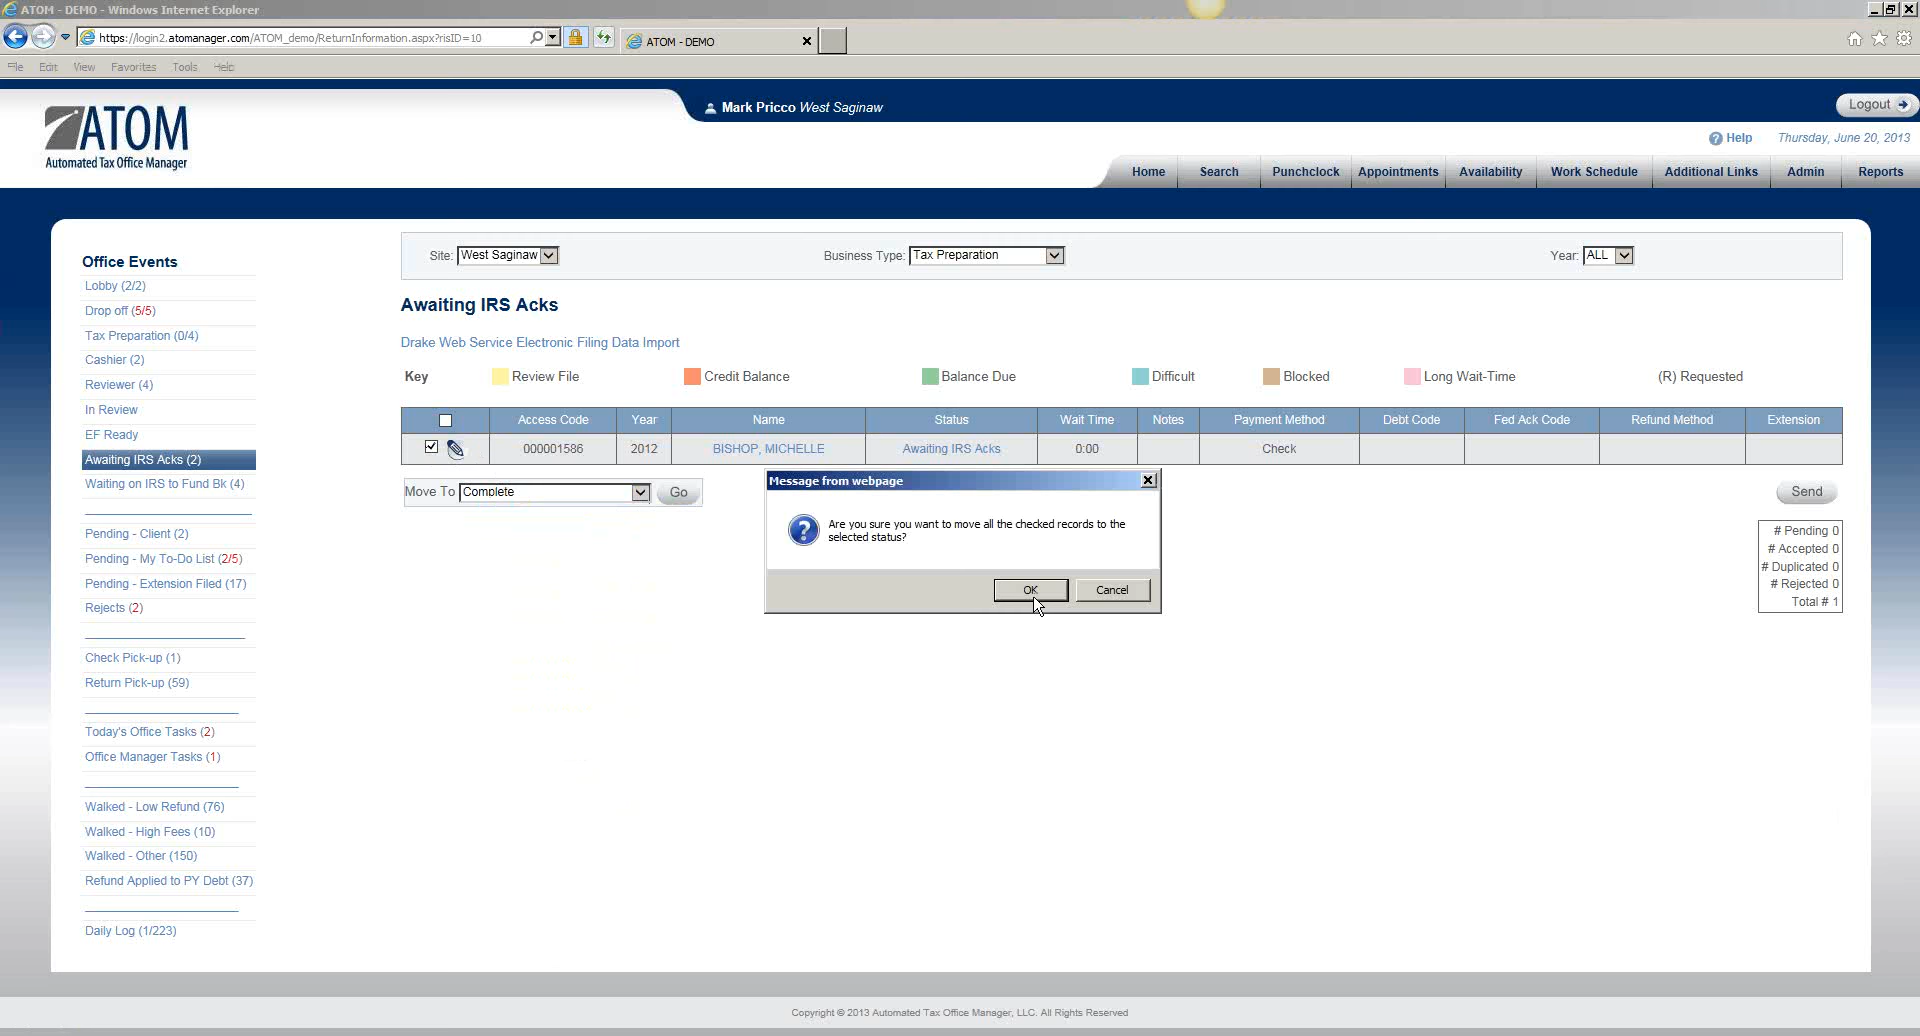 ATOM - DEMO - Windows Internet Explorer
https://login2.atomanager.com/ATOM_demo/ReturnInformation.aspx?risID=10
ATOM - DEMO
File Edit View Favorites Tools Help
ATOM
Automated Tax Office Manager
Mark Pricco West Saginaw
Logout
Help
Thursday, June 20, 2013
Home Search Punchclock Appointments Availability Work Schedule Additional Links Admin Reports
Office Events
Lobby (2/2)
Drop off (5/5)
Tax Preparation (0/4)
Cashier (2)
Reviewer (4)
In Review
EF Ready
Awaiting IRS Acks (2)
Waiting on IRS to Fund Bk (4)
Pending - Client (2)
Pending - My To-Do List (2/5)
Pending - Extension Filed (17)
Rejects (2)
Check Pick-up (1)
Return Pick-up (59)
Today's Office Tasks (2)
Office Manager Tasks (1)
Walked - Low Refund (76)
Walked - High Fees (10)
Walked - Other (150)
Refund Applied to PY Debt (37)
Daily Log (1/223)
Site: West Saginaw
Business Type: Tax Preparation
Year: ALL
Awaiting IRS Acks
Drake Web Service Electronic Filing Data Import
Key Review File Credit Balance Balance Due Difficult Blocked Long Wait-Time (R) Requested
Access Code Year Name Status Wait Time Notes Payment Method Debt Code Fed Ack Code Refund Method Extension
000001586 2012 BISHOP, MICHELLE Awaiting IRS Acks 0:00 Check
Move To Complete Go
Send
# Pending 0
# Accepted 0
# Duplicated 0
# Rejected 0
Total # 1
Message from webpage
Are you sure you want to move all the checked records to the
selected status?
OK Cancel
Copyright © 2013 Automated Tax Office Manager, LLC. All Rights Reserved